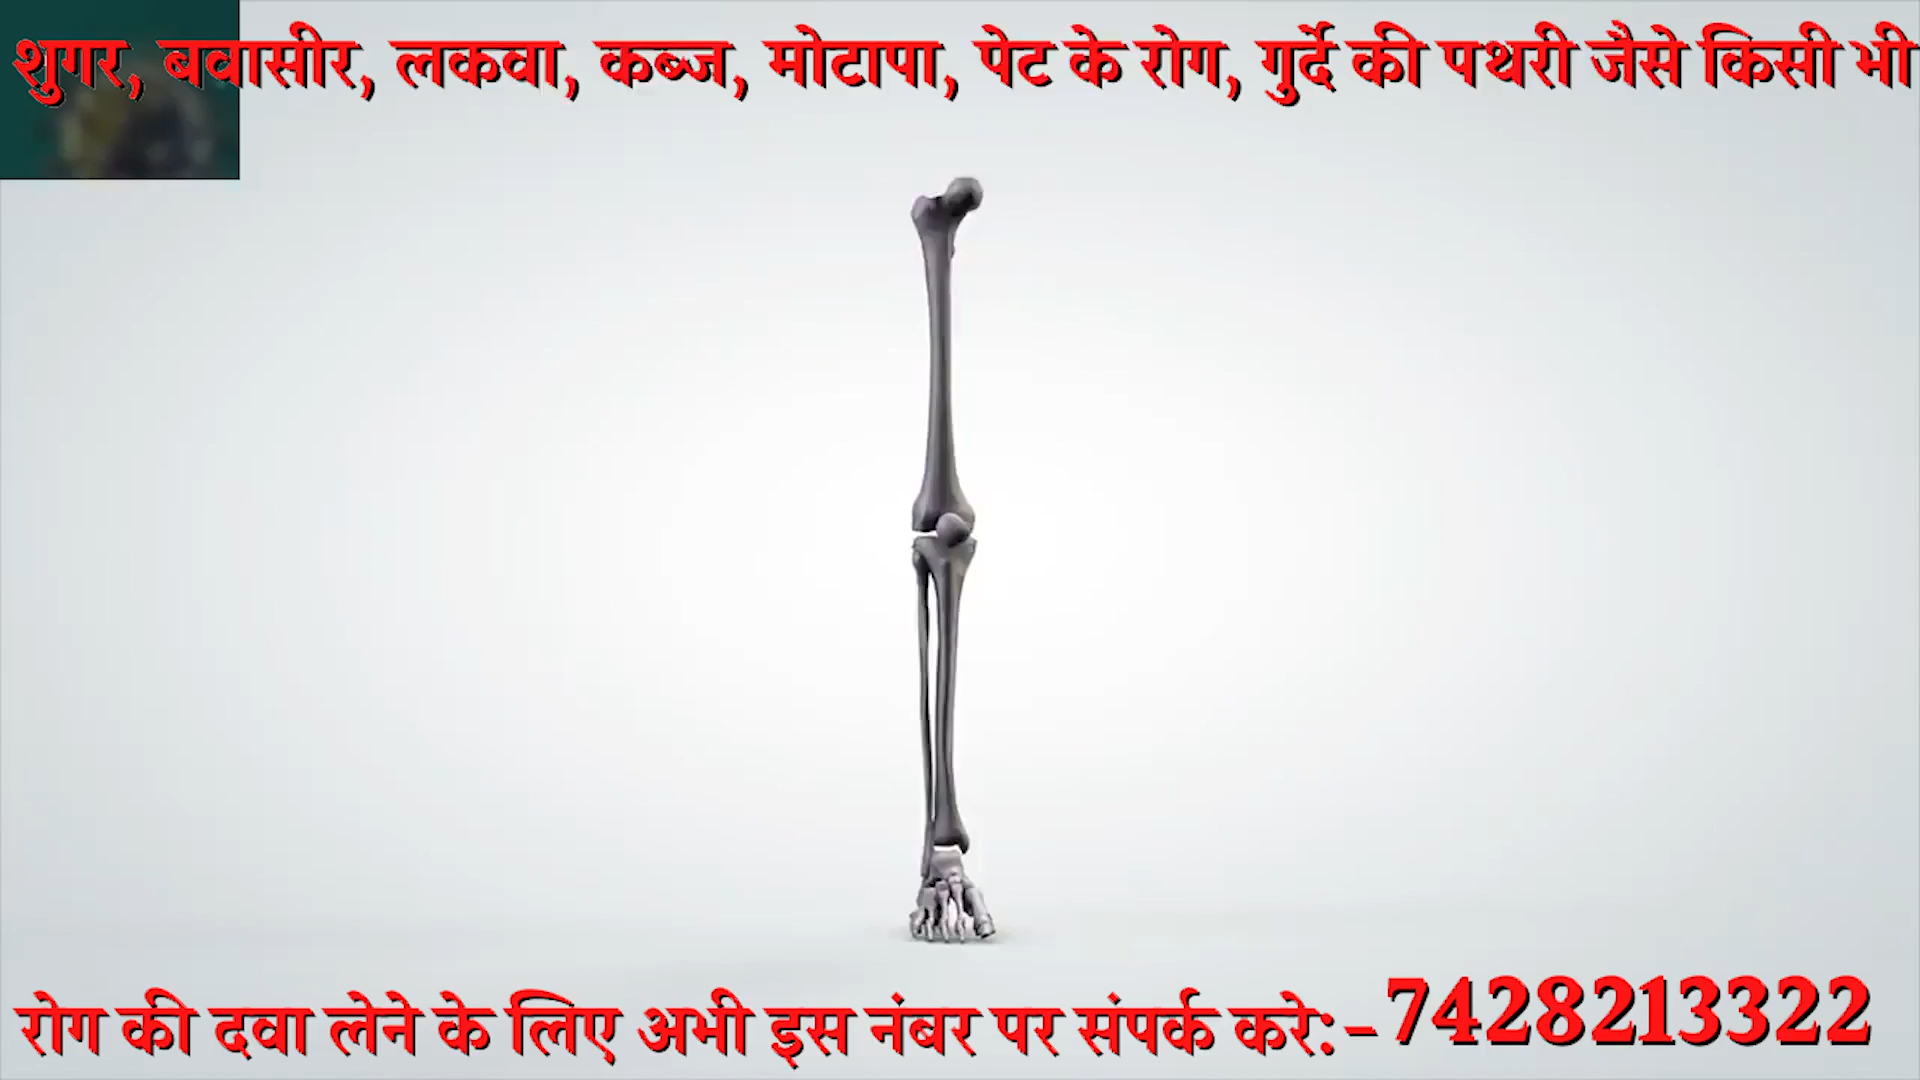 शुगर, बवासीर, लकवा, कब्ज, मोटापा, पेट के रोग, गुर्दे की पथरी जैसे किसी भी
रोग की दवा लेने के लिए अभी इस नंबर पर संपर्क करे:-7428213322